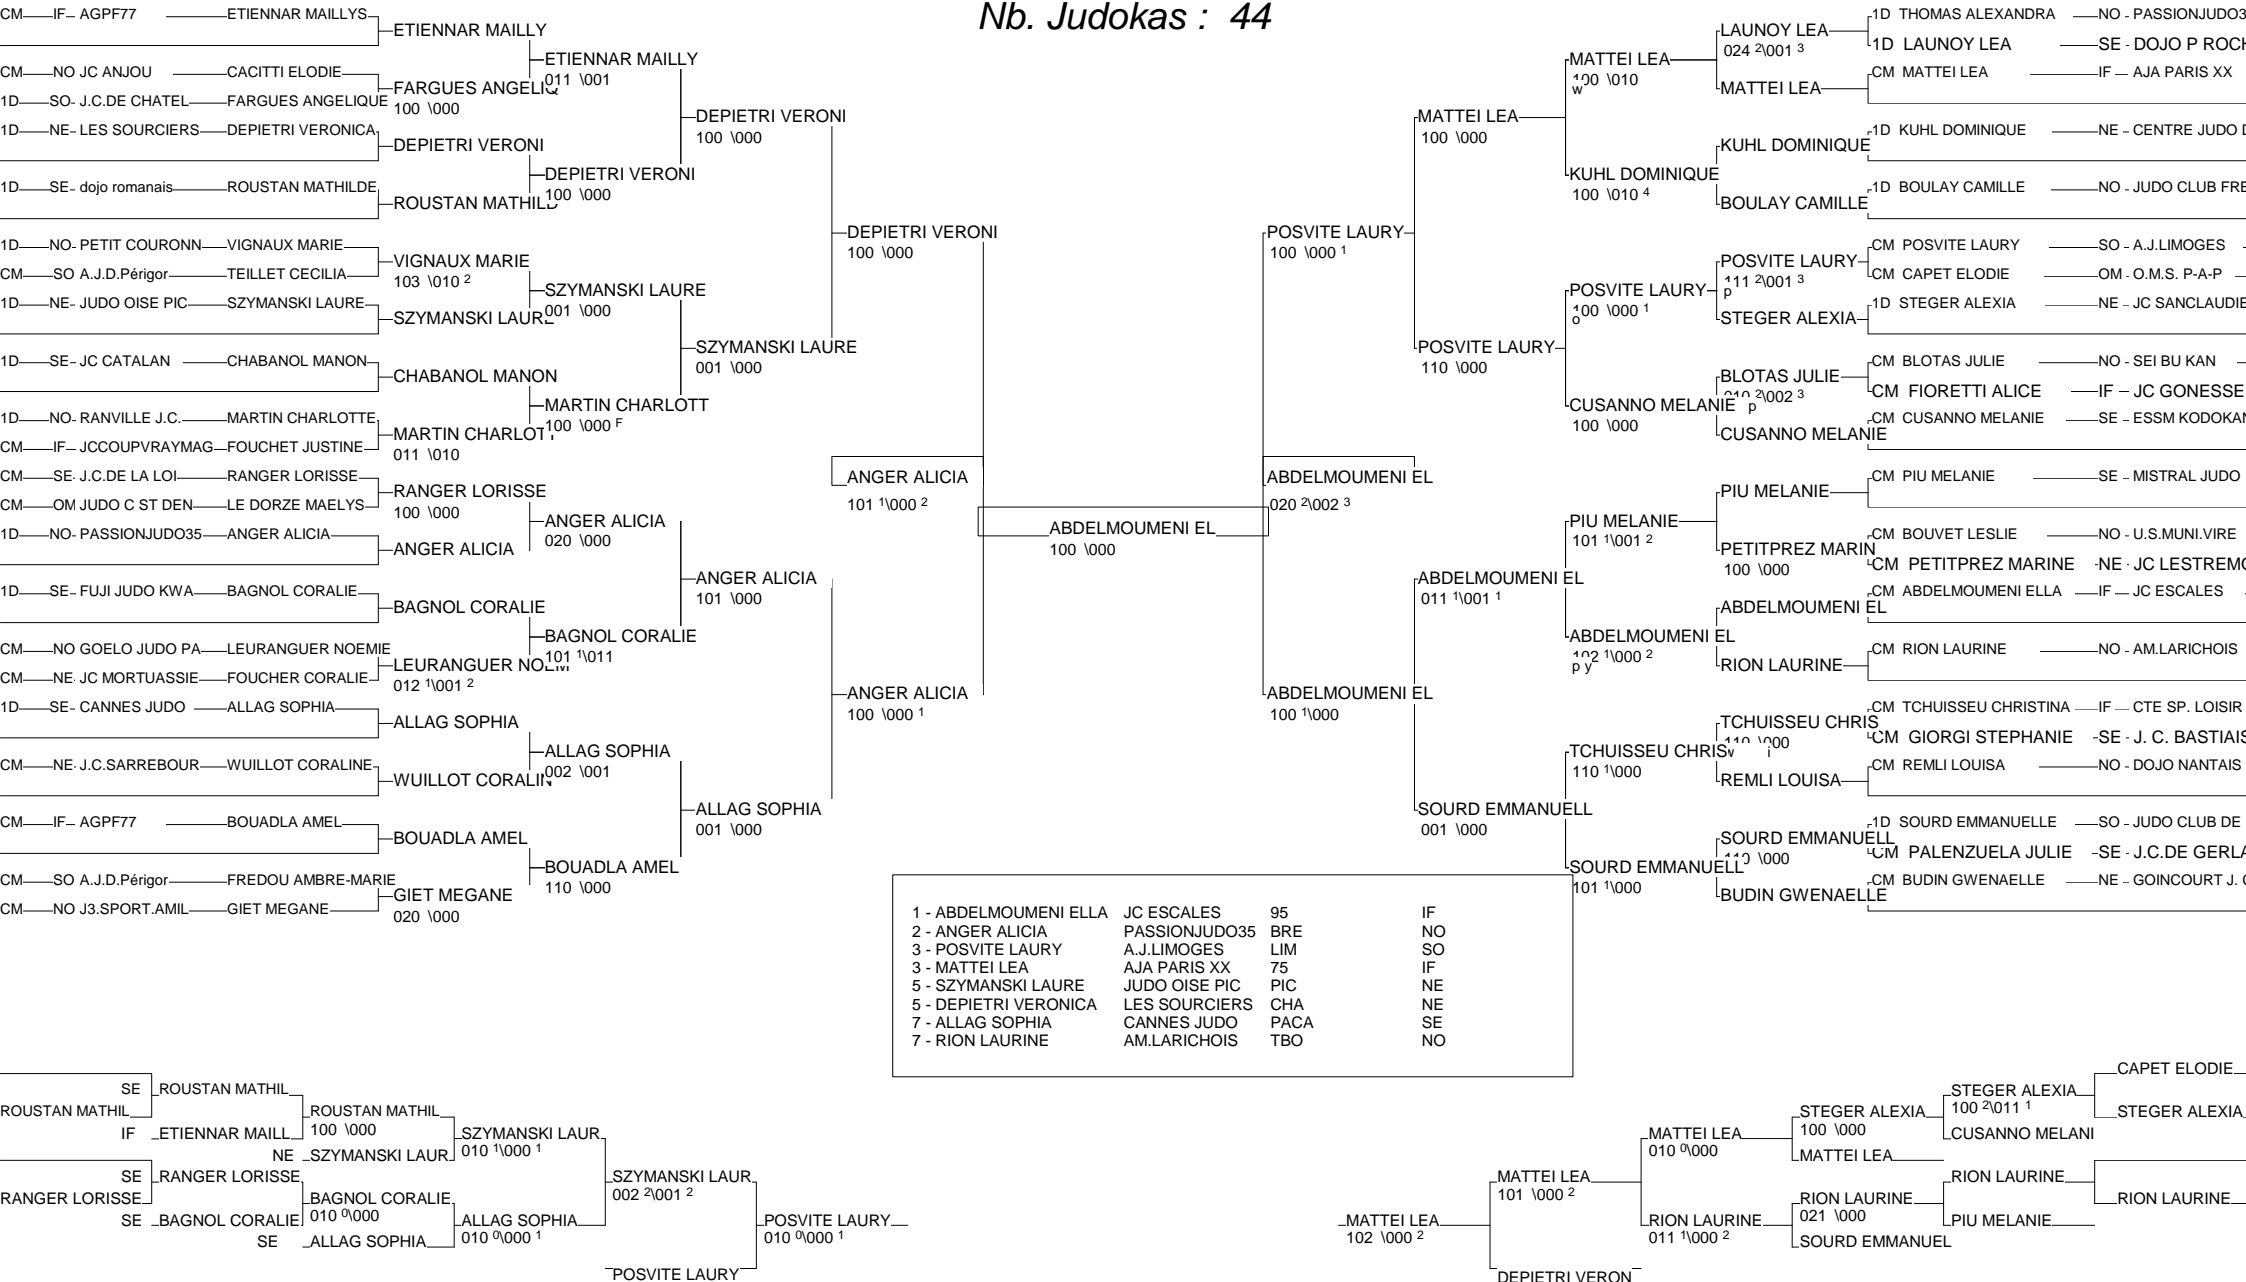 Nb. Judokas : 44
CM IF AGPF77 ETIENNAR MAILLYS
CM NO JC ANJOU CACITTI ELODIE
1D SO J.C.DE CHATEL FARGUES ANGELIQUE
1D NE LES SOURCIERS DEPIETRI VERONICA
1D SE dojo romanais ROUSTAN MATHILDE
1D NO PETIT COURONN VIGNAUX MARIE
CM SO A.J.D.Périgor TEILLET CECILIA
1D NE JUDO OISE PIC SZYMANSKI LAURE
1D SE JC CATALAN CHABANOL MANON
1D NO RANVILLE J.C. MARTIN CHARLOTTE
CM IF JCCOUPVRAYMAG FOUCHET JUSTINE
CM SE J.C.DE LA LOI RANGER LORISSE
CM OM JUDO C ST DEN LE DORZE MAELYS
1D NO PASSIONJUDO35 ANGER ALICIA
1D SE FUJI JUDO KWA BAGNOL CORALIE
CM NO GOELO JUDO PA LEURANGUER NOEMIE
CM NE JC MORTUASSIE FOUCHER CORALIE
1D SE CANNES JUDO ALLAG SOPHIA
CM NE J.C.SARREBOUR WUILLOT CORALINE
CM IF AGPF77 BOUADLA AMEL
CM SO A.J.D.Périgor FREDOU AMBRE-MARIE
CM NO J3.SPORT.AMIL GIET MEGANE
ETIENNAR MAILLY
FARGUES ANGELIQ
100 \000
DEPIETRI VERONI
ROUSTAN MATHIL
VIGNAUX MARIE
103 \010 2
SZYMANSKI LAURE
CHABANOL MANON
MARTIN CHARLOT
011 \010
RANGER LORISSE
100 \000
ANGER ALICIA
BAGNOL CORALIE
LEURANGUER NOEM
012 1\001 2
ALLAG SOPHIA
WUILLOT CORALIN
BOUADLA AMEL
GIET MEGANE
020 \000
ETIENNAR MAILLY
011 \001
DEPIETRI VERONI
100 \000
SZYMANSKI LAURE
001 \000
MARTIN CHARLOTT
100 \000 F
ANGER ALICIA
020 \000
BAGNOL CORALIE
101 1\011
ALLAG SOPHIA
002 \001
BOUADLA AMEL
110 \000
DEPIETRI VERONI
100 \000
SZYMANSKI LAURE
001 \000
ANGER ALICIA
101 \000
ALLAG SOPHIA
001 \000
DEPIETRI VERONI
100 \000
ANGER ALICIA
101 1\000 2
ANGER ALICIA
100 \000 1
ABDELMOUMENI EL
100 \000
POSVITE LAURY
100 \000 1
ABDELMOUMENI EL
020 2\002 3
ABDELMOUMENI EL
100 1\000
MATTEI LEA
100 \000
POSVITE LAURY
110 \000
ABDELMOUMENI EL
011 1\001 1
SOURD EMMANUELL
001 \000
MATTEI LEA
100 \010
w
KUHL DOMINIQUE
100 \010 4
POSVITE LAURY
100 \000 1
o
CUSANNO MELANIE
100 \000
PIU MELANIE
101 1\001 2
ABDELMOUMENI EL
102 1\000 2
p y
TCHUISSEU CHRIS
110 1\000
SOURD EMMANUELL
101 1\000
LAUNOY LEA
024 2\001 3
MATTEI LEA
KUHL DOMINIQUE
BOULAY CAMILLE
POSVITE LAURY
111 2\001 3
p
STEGER ALEXIA
BLOTAS JULIE
010 2\002 3
p
CUSANNO MELANIE
PIU MELANIE
PETITPREZ MARIN
100 \000
ABDELMOUMENI EL
RION LAURINE
TCHUISSEU CHRIS
110 \000
w i
REMLI LOUISA
SOURD EMMANUELL
110 \000
BUDIN GWENAELLE
1D THOMAS ALEXANDRA NO - PASSIONJUDO3
1D LAUNOY LEA SE - DOJO P ROCH
CM MATTEI LEA IF AJA PARIS XX
1D KUHL DOMINIQUE NE - CENTRE JUDO D
1D BOULAY CAMILLE NO - JUDO CLUB FRE
CM POSVITE LAURY SO - A.J.LIMOGES
CM CAPET ELODIE OM - O.M.S. P-A-P
1D STEGER ALEXIA NE - JC SANCLAUDIE
CM BLOTAS JULIE NO - SEI BU KAN
CM FIORETTI ALICE IF JC GONESSE
CM CUSANNO MELANIE SE - ESSM KODOKAN
CM PIU MELANIE SE - MISTRAL JUDO
CM BOUVET LESLIE NO - U.S.MUNI.VIRE
CM PETITPREZ MARINE NE - JC LESTREMO
CM ABDELMOUMENI ELLA IF JC ESCALES
CM RION LAURINE NO - AM.LARICHOIS
CM TCHUISSEU CHRISTINA IF CTE SP. LOISIR
CM GIORGI STEPHANIE SE - J. C. BASTIAIS
CM REMLI LOUISA NO - DOJO NANTAIS
1D SOURD EMMANUELLE SO - JUDO CLUB DE
CM PALENZUELA JULIE SE - J.C.DE GERLA
CM BUDIN GWENAELLE NE - GOINCOURT J.
1 - ABDELMOUMENI ELLA JC ESCALES 95 IF
2 - ANGER ALICIA PASSIONJUDO35 BRE NO
3 - POSVITE LAURY A.J.LIMOGES LIM SO
3 - MATTEI LEA AJA PARIS XX 75 IF
5 - SZYMANSKI LAURE JUDO OISE PIC PIC NE
5 - DEPIETRI VERONICA LES SOURCIERS CHA NE
7 - ALLAG SOPHIA CANNES JUDO PACA SE
7 - RION LAURINE AM.LARICHOIS TBO NO
SE ROUSTAN MATHIL
ROUSTAN MATHIL
IF ETIENNAR MAILL
ROUSTAN MATHIL
100 \000
NE SZYMANSKI LAUR
SE RANGER LORISSE
RANGER LORISSE
SE BAGNOL CORALIE
BAGNOL CORALIE
010 0\000
SE ALLAG SOPHIA
SZYMANSKI LAUR
010 1\000 1
ALLAG SOPHIA
010 0\000 1
SZYMANSKI LAUR
002 2\001 2
POSVITE LAURY
POSVITE LAURY
010 0\000 1
MATTEI LEA
102 \000 2
MATTEI LEA
101 \000 2
DEPIETRI VERON
MATTEI LEA
010 0\000
RION LAURINE
011 1\000 2
STEGER ALEXIA
100 \000
MATTEI LEA
RION LAURINE
021 \000
SOURD EMMANUEL
STEGER ALEXIA
100 2\011 1
CUSANNO MELANI
RION LAURINE
PIU MELANIE
CAPET ELODIE
STEGER ALEXIA
RION LAURINE